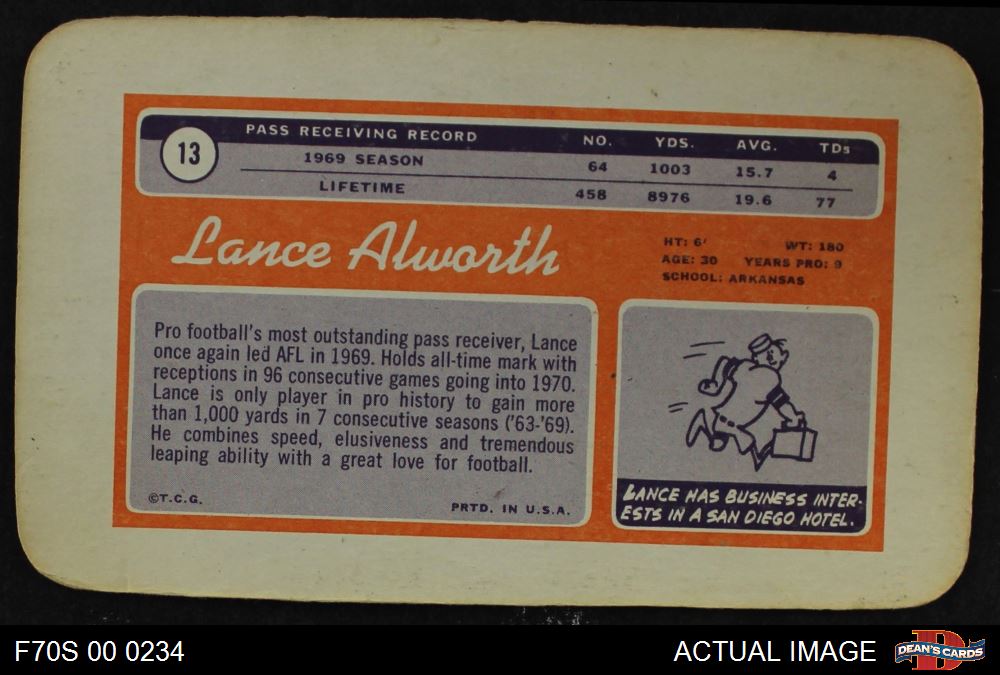 13
PASS RECEIVING RECORD NO. YDS. AVG. TDs
1969 SEASON 64 1003 15.7 4
LIFETIME 458 8976 19.6 77
Lance Alworth
HT: 6' WT: 180
AGE: 30 YEARS PRO: 9
SCHOOL: ARKANSAS
Pro football's most outstanding pass receiver, Lance
once again led AFL in 1969. Holds all-time mark with
receptions in 96 consecutive games going into 1970.
Lance is only player in pro history to gain more
than 1,000 yards in 7 consecutive seasons ('63-'69).
He combines speed, elusiveness and tremendous
leaping ability with a great love for football.
©T.C.G. PRTD. IN U.S.A.
LANCE HAS BUSINESS INTER-
ESTS IN A SAN DIEGO HOTEL.
F70S 00 0234 ACTUAL IMAGE
D
DEAN'S CARDS